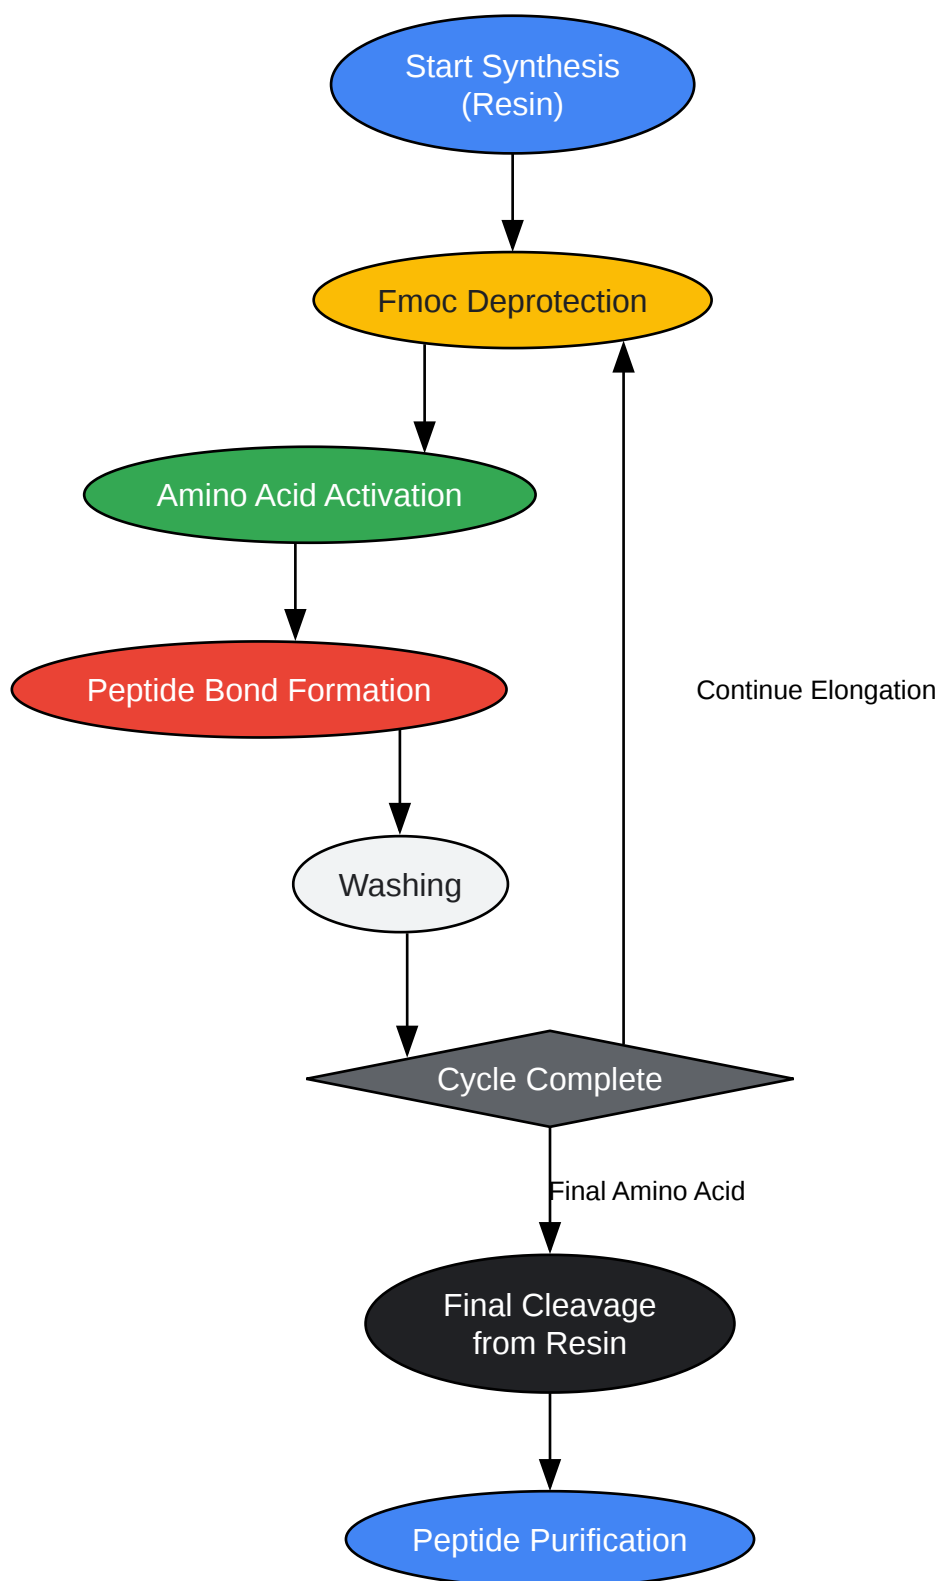 Start Synthesis
(Resin)
Fmoc Deprotection
Amino Acid Activation
Peptide Bond Formation
Continue Elongation
Washing
Cycle Complete
Final Amino Acid
Final Cleavage
from Resin
Peptide Purification